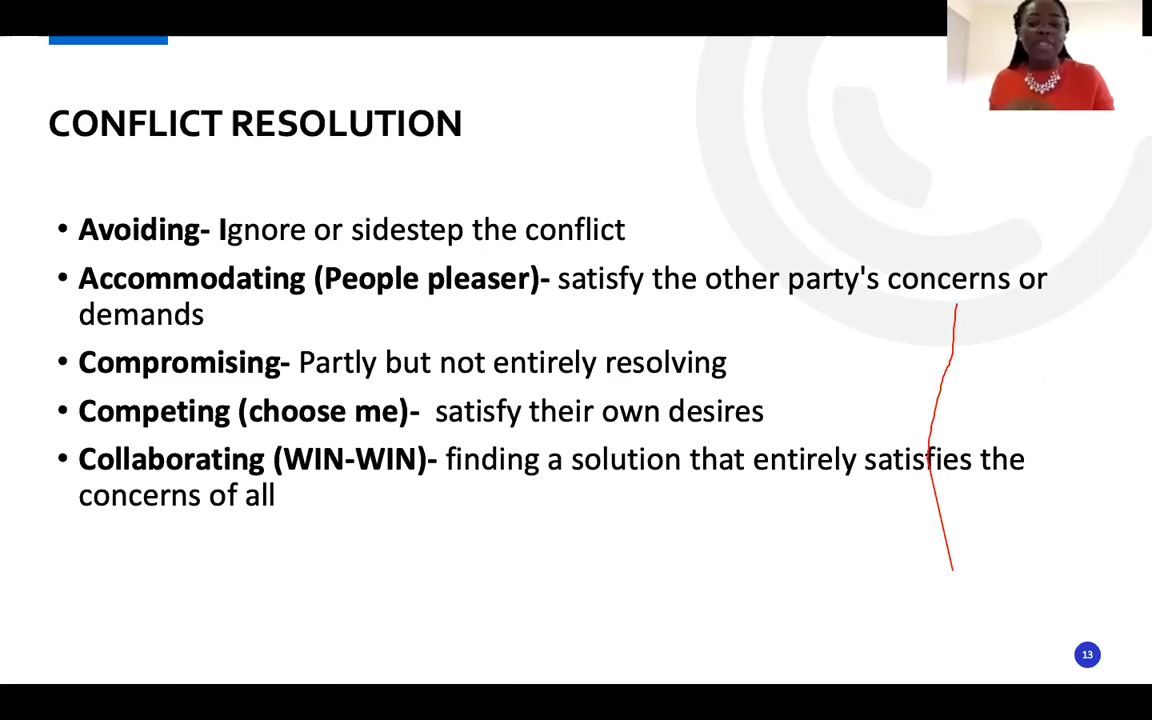 CONFLICT RESOLUTION
• Avoiding- Ignore or sidestep the conflict
• Accommodating (People pleaser)- satisfy the other party's concerns or
demands
• Compromising- Partly but not entirely resolving
• Competing (choose me)-  satisfy their own desires
• Collaborating (WIN-WIN)- finding a solution that entirely satisfies the
concerns of all
13